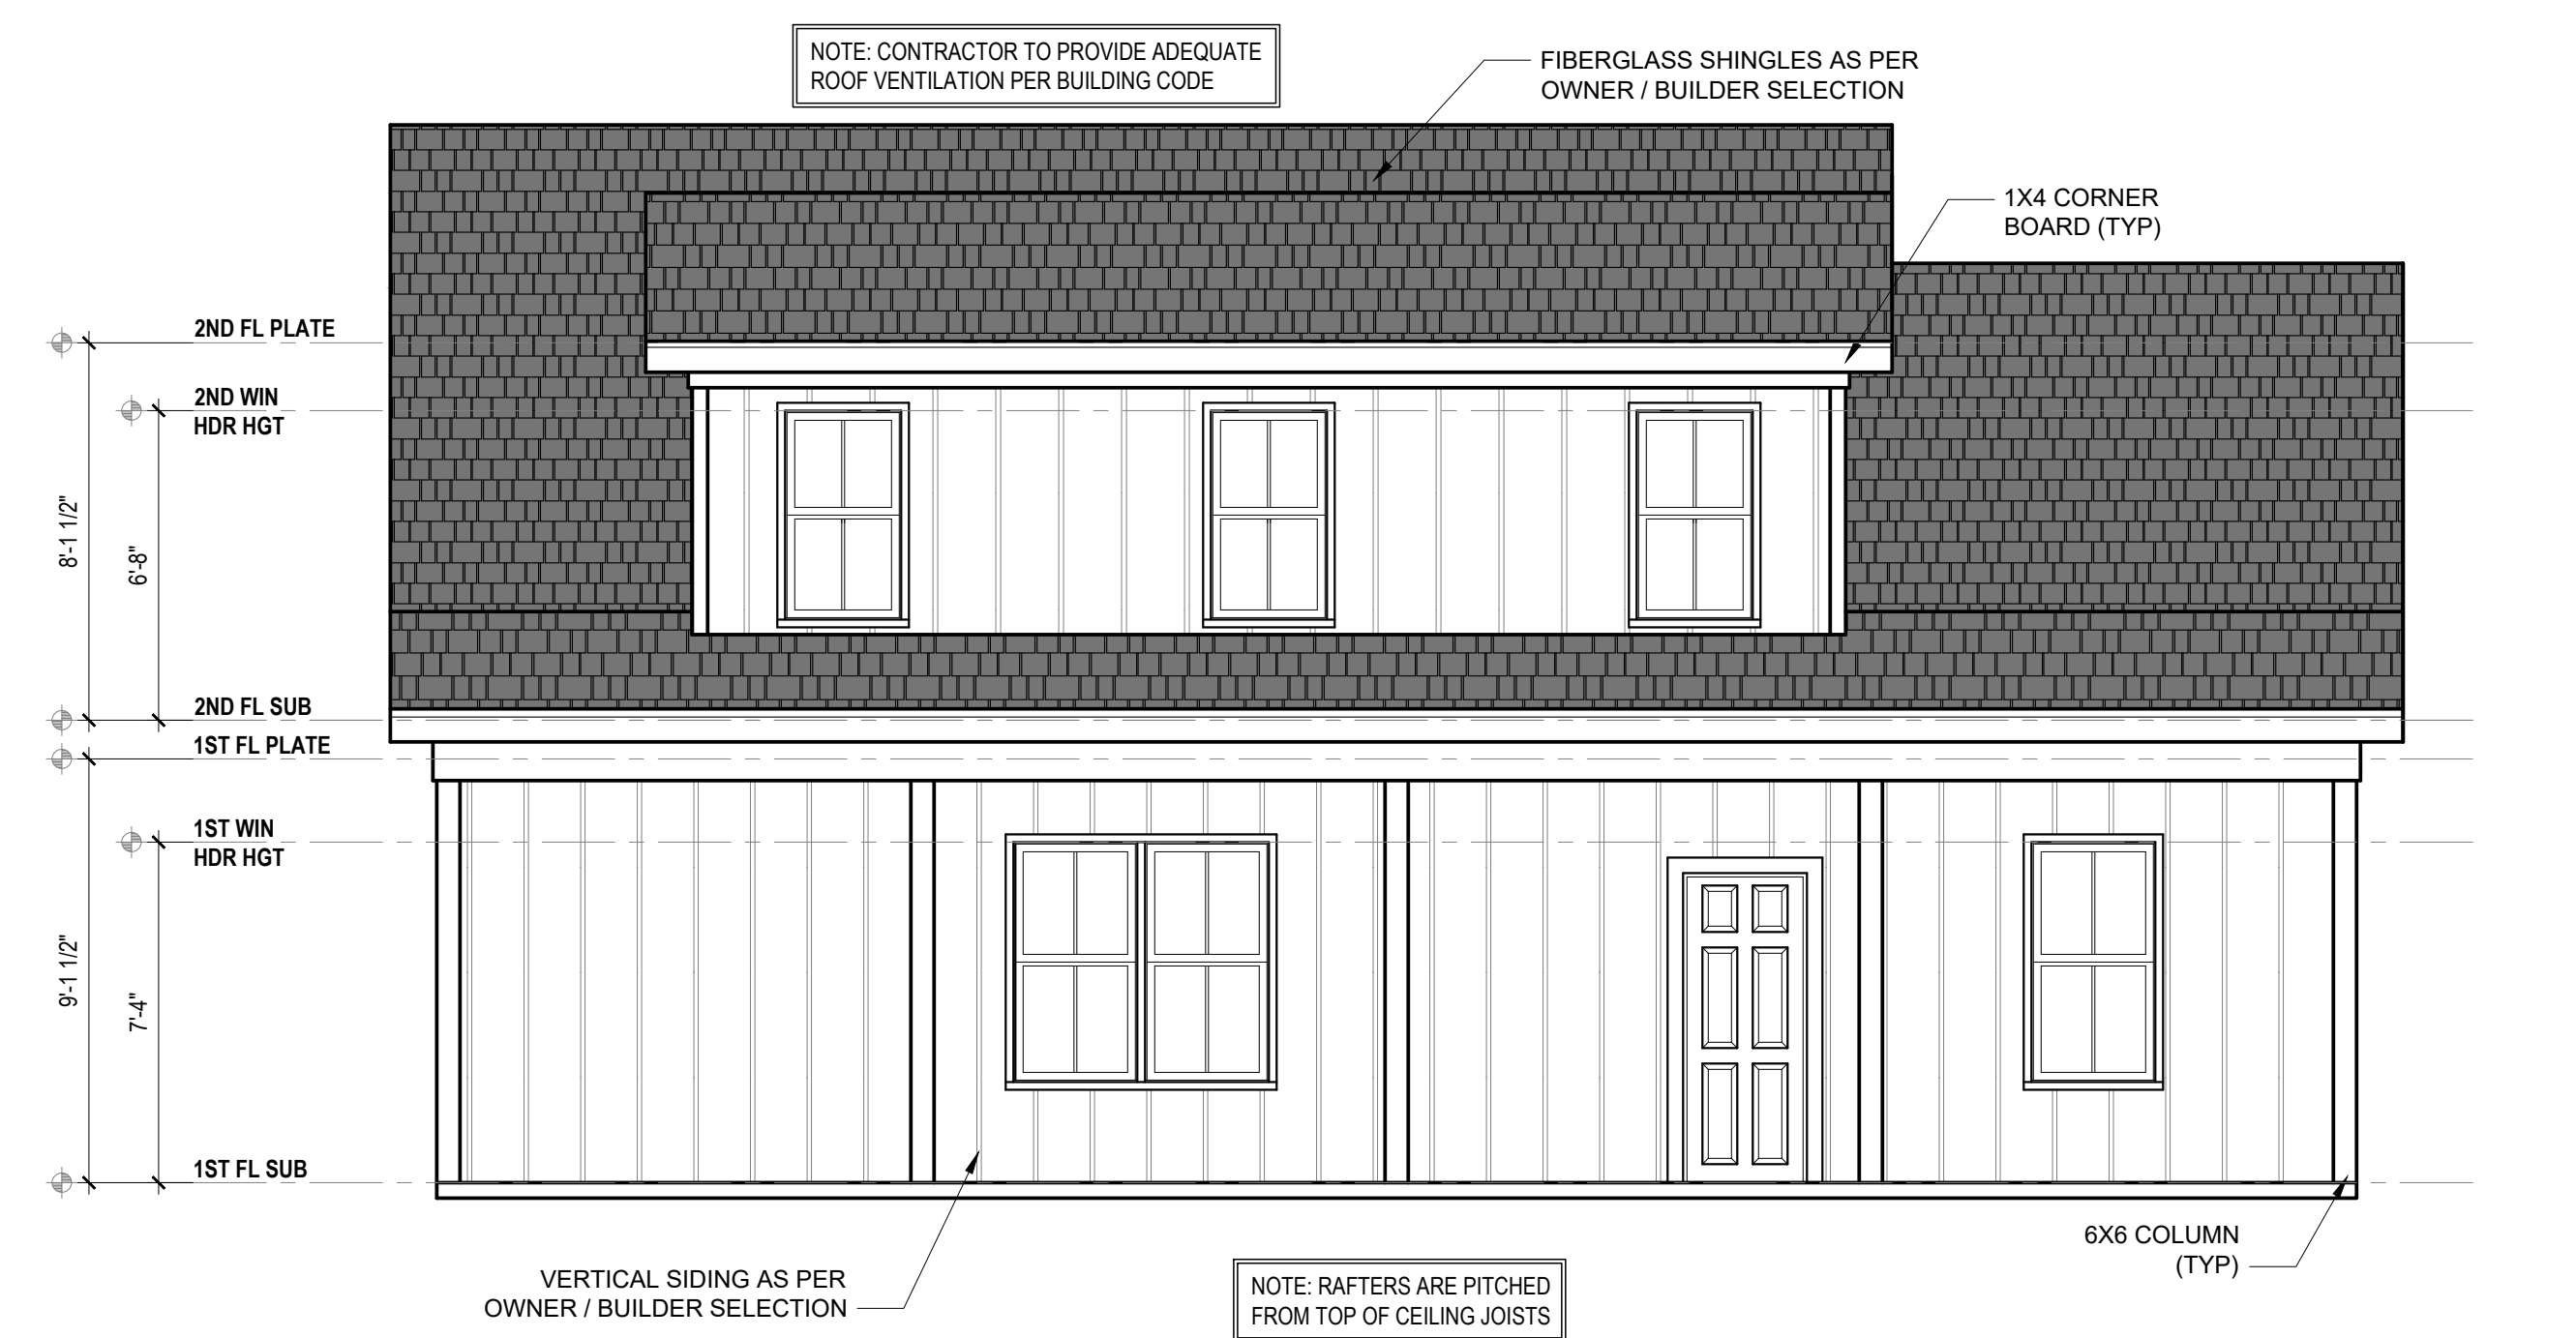 NOTE: CONTRACTOR TO PROVIDE ADEQUATE
ROOF VENTILATION PER BUILDING CODE
FIBERGLASS SHINGLES AS PER
OWNER / BUILDER SELECTION
1X4 CORNER
BOARD (TYP)
2ND FL PLATE
2ND WIN
HDR HGT
8'-1 1/2"
6'-8"
2ND FL SUB
1ST FL PLATE
1ST WIN
HDR HGT
9'-1 1/2"
7'-4"
1ST FL SUB
6X6 COLUMN
(TYP)
VERTICAL SIDING AS PER
OWNER / BUILDER SELECTION
NOTE: RAFTERS ARE PITCHED
FROM TOP OF CEILING JOISTS